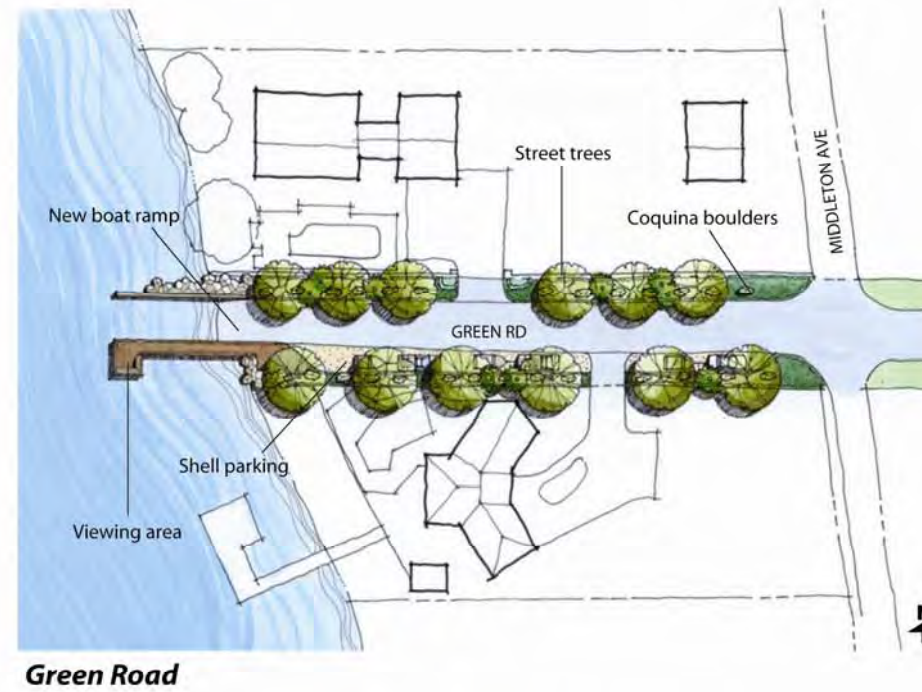 Street trees
MIDDLETON AVE
New boat ramp
Coquina boulders
GREEN RD
Shell parking
Viewing area
Green Road